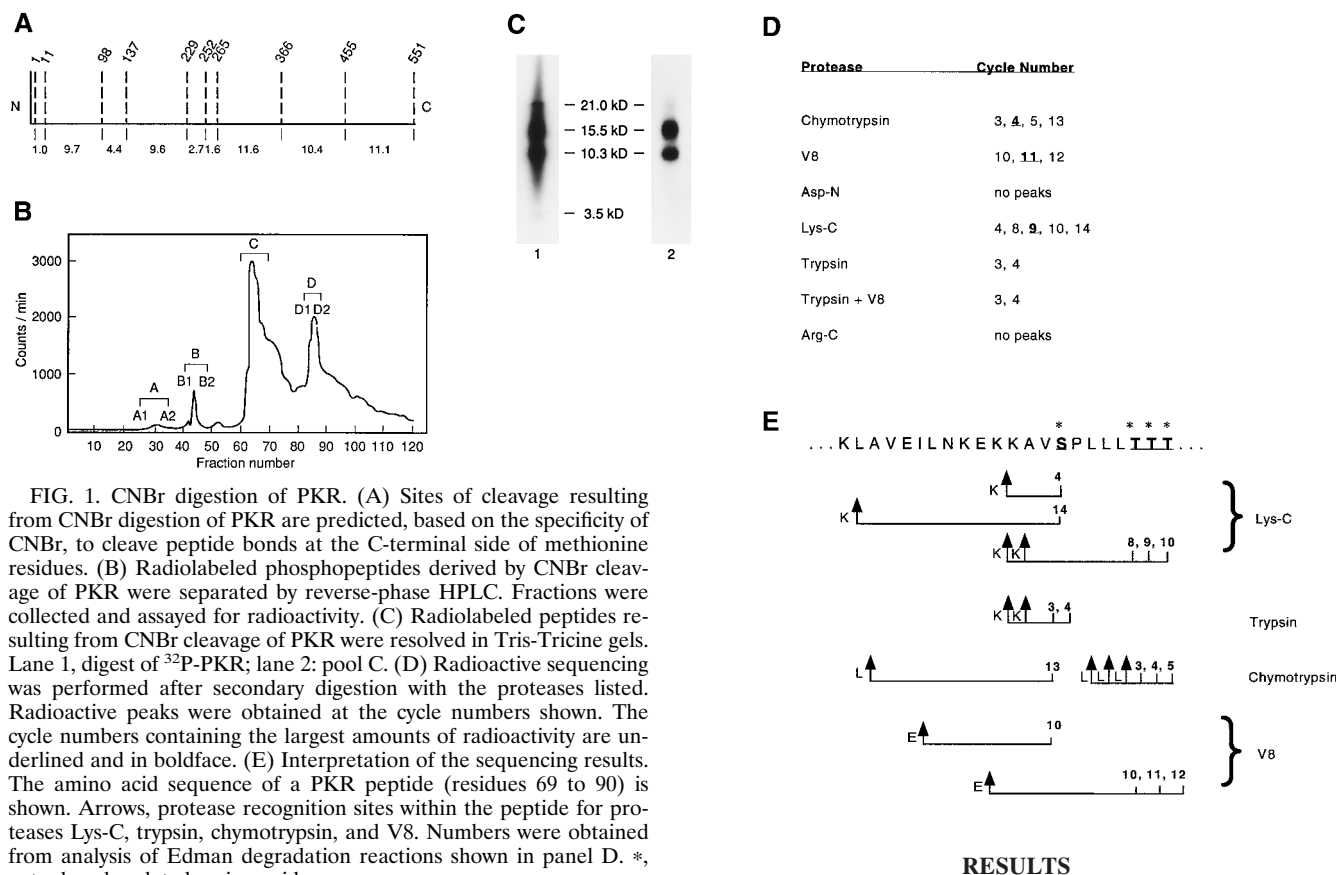 A
1
11
98
137
229
252
265
366
455
551
N
C
1.0 9.7 4.4 9.6 2.7 1.6 11.6 10.4 11.1
B
Counts / min
3000
2000
1000
0
A
A1 A2
B
B1 B2
C
D
D1 D2
10 20 30 40 50 60 70 80 90 100 110 120
Fraction number
FIG. 1. CNBr digestion of PKR. (A) Sites of cleavage resulting
from CNBr digestion of PKR are predicted, based on the specificity of
CNBr, to cleave peptide bonds at the C-terminal side of methionine
residues. (B) Radiolabeled phosphopeptides derived by CNBr cleav-
age of PKR were separated by reverse-phase HPLC. Fractions were
collected and assayed for radioactivity. (C) Radiolabeled peptides re-
sulting from CNBr cleavage of PKR were resolved in Tris-Tricine gels.
Lane 1, digest of 32P-PKR; lane 2: pool C. (D) Radioactive sequencing
was performed after secondary digestion with the proteases listed.
Radioactive peaks were obtained at the cycle numbers shown. The
cycle numbers containing the largest amounts of radioactivity are un-
derlined and in boldface. (E) Interpretation of the sequencing results.
The amino acid sequence of a PKR peptide (residues 69 to 90) is
shown. Arrows, protease recognition sites within the peptide for pro-
teases Lys-C, trypsin, chymotrypsin, and V8. Numbers were obtained
from analysis of Edman degradation reactions shown in panel D. *,
C
– 21.0 kD –
– 15.5 kD –
– 10.3 kD –
– 3.5 kD
1 2
D
Protease Cycle Number
Chymotrypsin 3, 4, 5, 13
V8 10, 11, 12
Asp-N no peaks
Lys-C 4, 8, 9, 10, 14
Trypsin 3, 4
Trypsin + V8 3, 4
Arg-C no peaks
E
* * * *
. . . K L A V E I L N K E K K A V S P L L L T T T . . .
K 4
K 14
K K 8, 9, 10
Lys-C
K K 3, 4
Trypsin
L 13 L L L 3, 4, 5
Chymotrypsin
E 10
E 10, 11, 12
V8
RESULTS